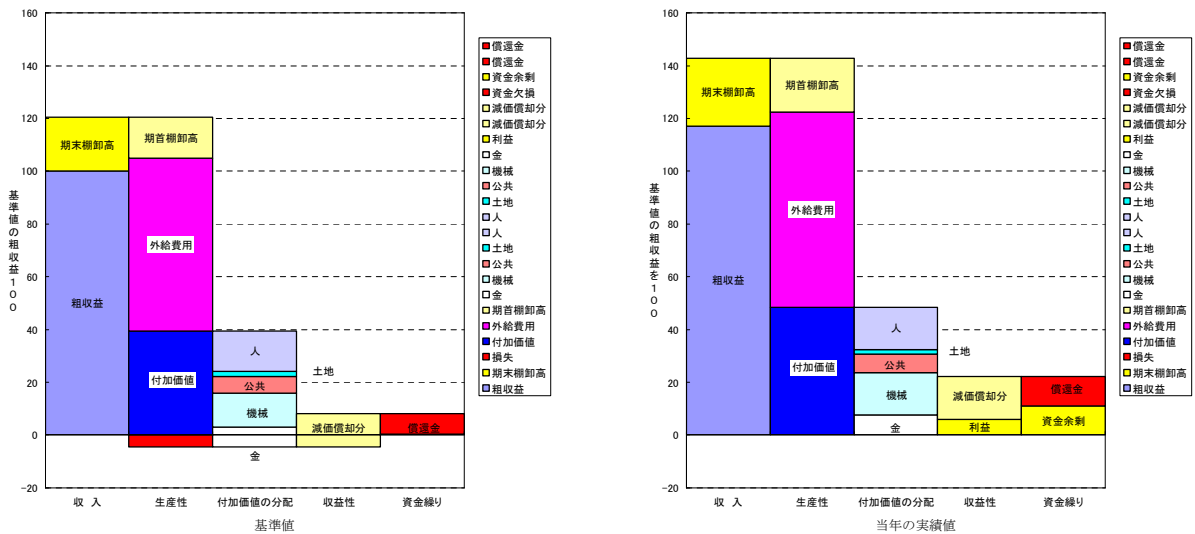 160
140
120
100
80
60
40
20
0
-20
基準値の粗収益100
期末棚卸高
期首棚卸高
外給費用
粗収益
付加価値
人
土地
公共
機械
金
減価償却分
償還金
収 入
生産性
付加価値の分配
収益性
資金繰り
基準値
償還金
償還金
資金余剰
資金欠損
減価償却分
減価償却分
利益
金
機械
公共
土地
人
人
土地
公共
機械
金
期首棚卸高
外給費用
付加価値
損失
期末棚卸高
粗収益
160
140
120
100
80
60
40
20
0
-20
基準値の粗収益を100
期末棚卸高
期首棚卸高
外給費用
粗収益
付加価値
人
土地
公共
機械
金
減価償却分
利益
償還金
資金余剰
収 入
生産性
付加価値の分配
収益性
資金繰り
当年の実績値
償還金
償還金
資金余剰
資金欠損
減価償却分
減価償却分
利益
金
機械
公共
土地
人
人
土地
公共
機械
金
期首棚卸高
外給費用
付加価値
損失
期末棚卸高
粗収益